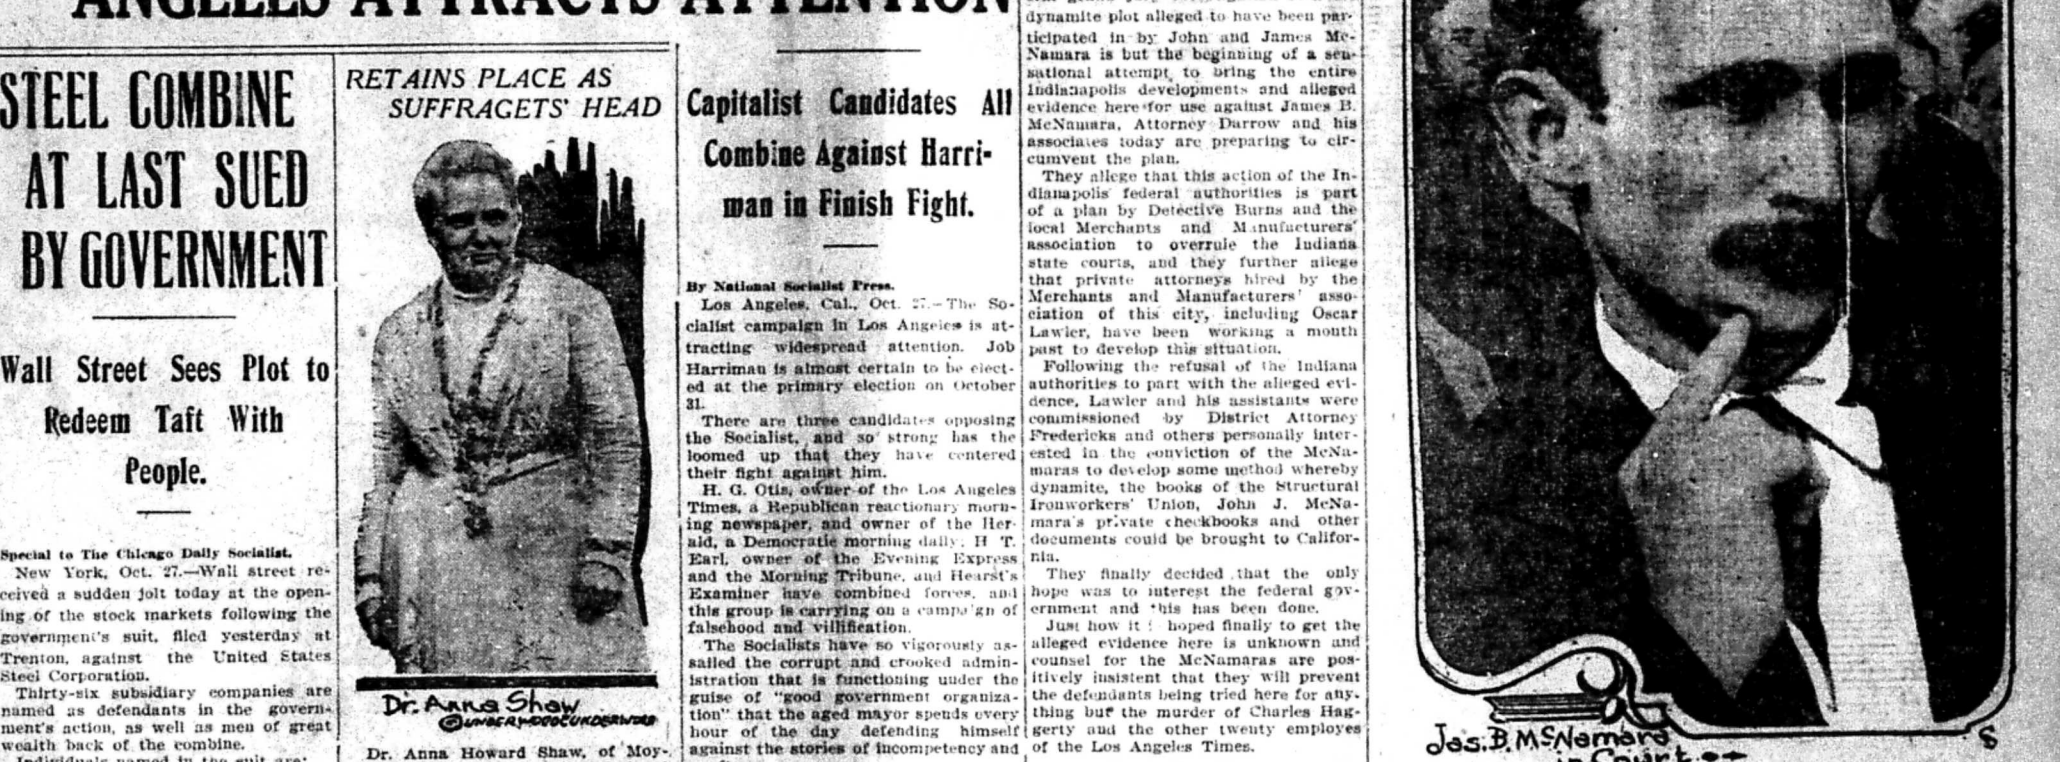 ANGELES ATTRACTS ATTENTION
STEEL COMBINE
AT LAST SUED
BY GOVERNMENT
Wall Street Sees Plot to
Redeem Taft With
People.
Special to The Chicago Daily Socialist.
New York, Oct. 27.—Wall street re-
ceived a sudden jolt today at the open-
ing of the stock markets following the
government's suit, filed yesterday at
Trenton, against the United States
Steel Corporation.
Thirty-six subsidiary companies are
named as defendants in the govern-
ment's action, as well as men of great
wealth back of the combine.
Individuals named in the suit are:
RETAINS PLACE AS
SUFFRAGETS' HEAD
Dr. Anna Shaw
© UNDERWOOD & UNDERWOOD
Dr. Anna Howard Shaw, of Moy-
Capitalist Candidates All
Combine Against Harri-
man in Finish Fight.
By National Socialist Press.
Los Angeles, Cal., Oct. 27.—The So-
cialist campaign in Los Angeles is at-
tracting widespread attention. Job
Harriman is almost certain to be elect-
ed at the primary election on October
31.
There are three candidates opposing
the Socialist, and so strong has the
loomed up that they have centered
their fight against him.
H. G. Otis, owner of the Los Angeles
Times, a Republican reactionary morn-
ing newspaper, and owner of the Her-
ald, a Democratic morning daily; H T.
Earl, owner of the Evening Express
and the Morning Tribune, and Hearst's
Examiner have combined forces, and
this group is carrying on a campaign of
falsehood and villification.
The Socialists have so vigorously as-
sailed the corrupt and crooked admin-
istration that is functioning under the
guise of "good government organiza-
tion" that the aged mayor spends every
hour of the day defending himself
against the stories of incompetency and
dynamite plot alleged to have been par-
ticipated in by John and James Mc-
Namara is but the beginning of a sen-
sational attempt to bring the entire
Indianapolis developments and alleged
evidence here for use against James B.
McNamara, Attorney Darrow and his
associates today are preparing to cir-
cumvent the plan.
They allege that this action of the In-
dianapolis federal authorities is part
of a plan by Detective Burns and the
local Merchants and Manufacturers'
association to overrule the Indiana
state courts, and they further allege
that private attorneys hired by the
Merchants and Manufacturers' asso-
ciation of this city, including Oscar
Lawler, have been working a month
past to develop this situation.
Following the refusal of the Indiana
authorities to part with the alleged evi-
dence, Lawler and his assistants were
commissioned by District Attorney
Fredericks and others personally inter-
ested in the conviction of the McNa-
maras to develop some method whereby
dynamite, the books of the Structural
Ironworkers' Union, John J. McNa-
mara's private checkbooks and other
documents could be brought to Califor-
nia.
They finally decided that the only
hope was to interest the federal gov-
ernment and this has been done.
Just how it hoped finally to get the
alleged evidence here is unknown and
counsel for the McNamaras are pos-
itively insistent that they will prevent
the defendants being tried here for any-
thing but the murder of Charles Hag-
gerty and the other twenty employes
of the Los Angeles Times.
Jas. B. McNamara
in Court
S